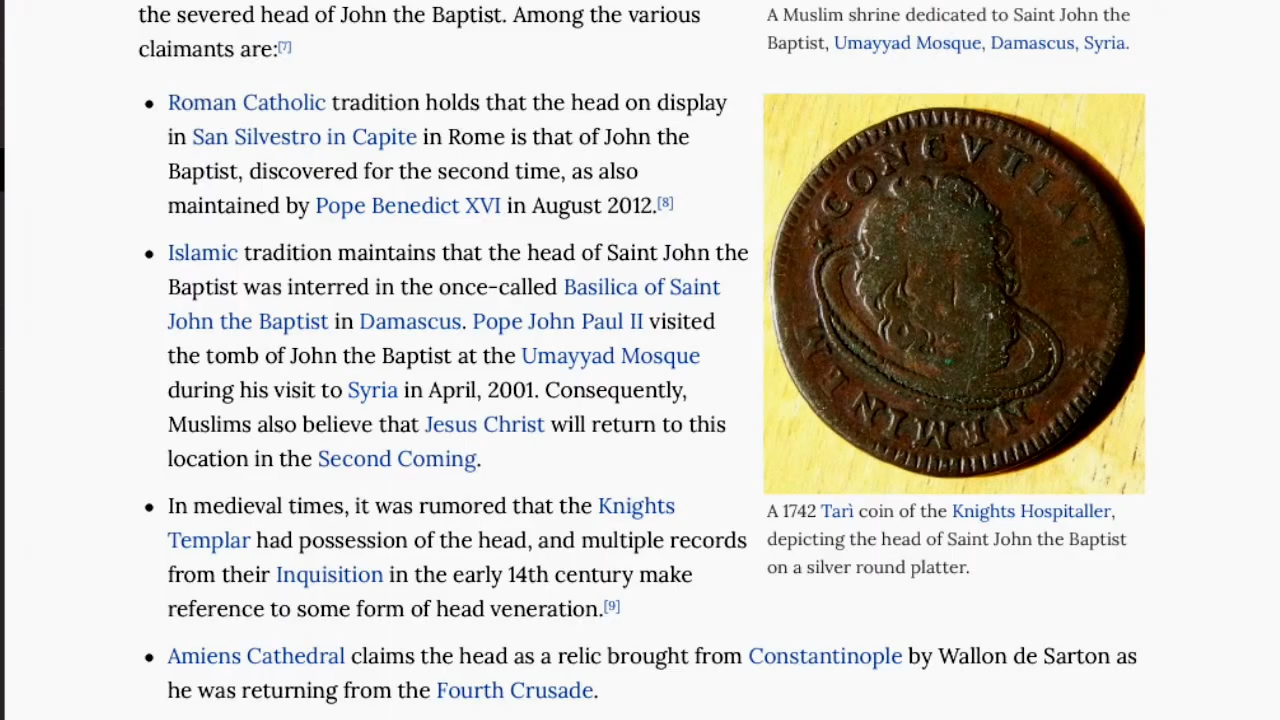 the severed head of John the Baptist. Among the various
claimants are:[7]
• Roman Catholic tradition holds that the head on display
in San Silvestro in Capite in Rome is that of John the
Baptist, discovered for the second time, as also
maintained by Pope Benedict XVI in August 2012.[8]
• Islamic tradition maintains that the head of Saint John the
Baptist was interred in the once-called Basilica of Saint
John the Baptist in Damascus. Pope John Paul II visited
the tomb of John the Baptist at the Umayyad Mosque
during his visit to Syria in April, 2001. Consequently,
Muslims also believe that Jesus Christ will return to this
location in the Second Coming.
• In medieval times, it was rumored that the Knights
Templar had possession of the head, and multiple records
from their Inquisition in the early 14th century make
reference to some form of head veneration.[9]
• Amiens Cathedral claims the head as a relic brought from Constantinople by Wallon de Sarton as
he was returning from the Fourth Crusade.
A Muslim shrine dedicated to Saint John the
Baptist, Umayyad Mosque, Damascus, Syria.
A 1742 Tarì coin of the Knights Hospitaller,
depicting the head of Saint John the Baptist
on a silver round platter.